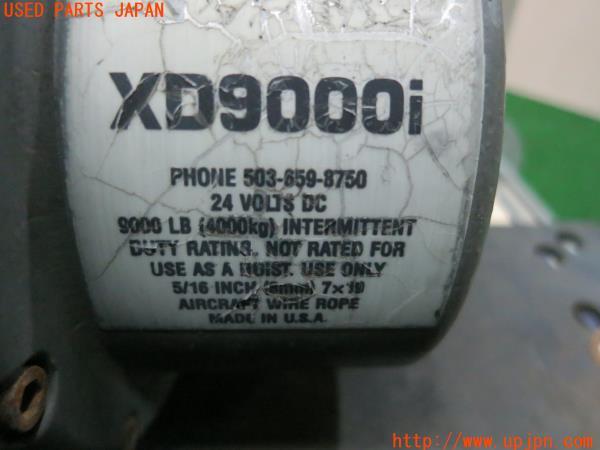 USED PARTS JAPAN
XD9000i
PHONE 503-659-8750
24 VOLTS DC
9000 LB (4000kg) INTERMITTENT
DUTY RATING. NOT RATED FOR
USE AS A HOIST. USE ONLY
5/16 INCH (8mm) 7×19
AIRCRAFT WIRE ROPE
MADE IN U.S.A.
http://www.upjpn.com/